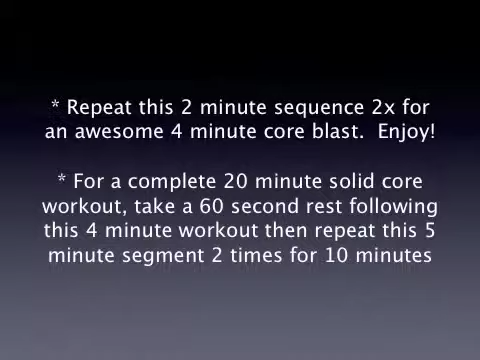 * Repeat this 2 minute sequence 2x for
an awesome 4 minute core blast.  Enjoy!
* For a complete 20 minute solid core
workout, take a 60 second rest following
this 4 minute workout then repeat this 5
minute segment 2 times for 10 minutes